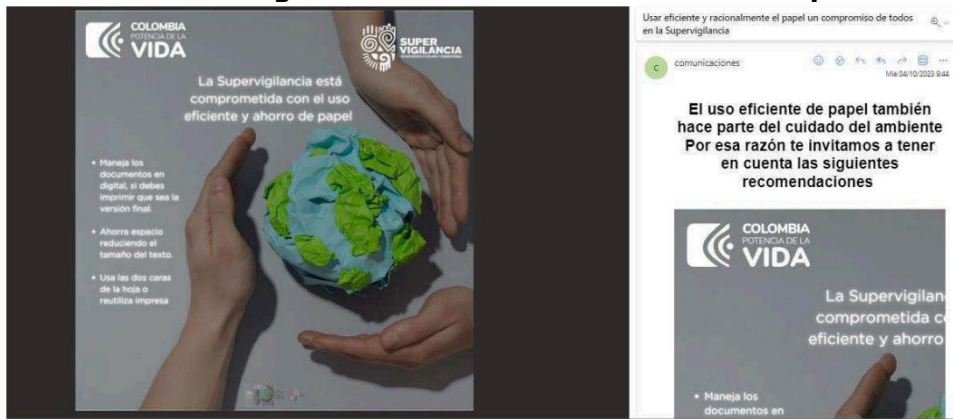 COLOMBIA
POTENCIA DE LA
VIDA
SUPER
VIGILANCIA
La Supervigilancia está
comprometida con el uso
eficiente y ahorro de papel
• Maneja los
documentos en
digital, si debes
imprimir que sea la
versión final.
• Ahorra espacio
reduciendo el
tamaño del texto.
• Usa las dos caras
de la hoja o
reutiliza impresa
Usar eficiente y racionalmente el papel un compromiso de todos
en la Supervigilancia
C
comunicaciones
Mié 04/10/2023 9:44
El uso eficiente de papel también
hace parte del cuidado del ambiente
Por esa razón te invitamos a tener
en cuenta las siguientes
recomendaciones
COLOMBIA
POTENCIA DE LA
VIDA
La Supervigilan
comprometida c
eficiente y ahorro
• Maneja los
documentos en